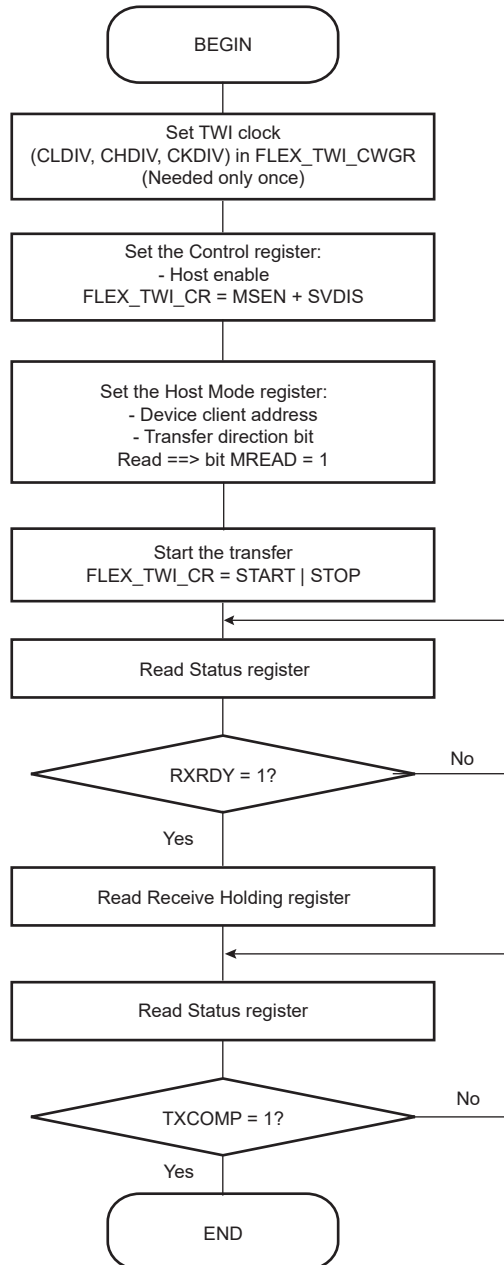 BEGIN
Set TWI clock
(CLDIV, CHDIV, CKDIV) in FLEX_TWI_CWGR
(Needed only once)
Set the Control register:
- Host enable
FLEX_TWI_CR = MSEN + SVDIS
Set the Host Mode register:
- Device client address
- Transfer direction bit
Read ==> bit MREAD = 1
Start the transfer
FLEX_TWI_CR = START | STOP
Read Status register
RXRDY = 1?
No
Yes
Read Receive Holding register
Read Status register
TXCOMP = 1?
No
Yes
END